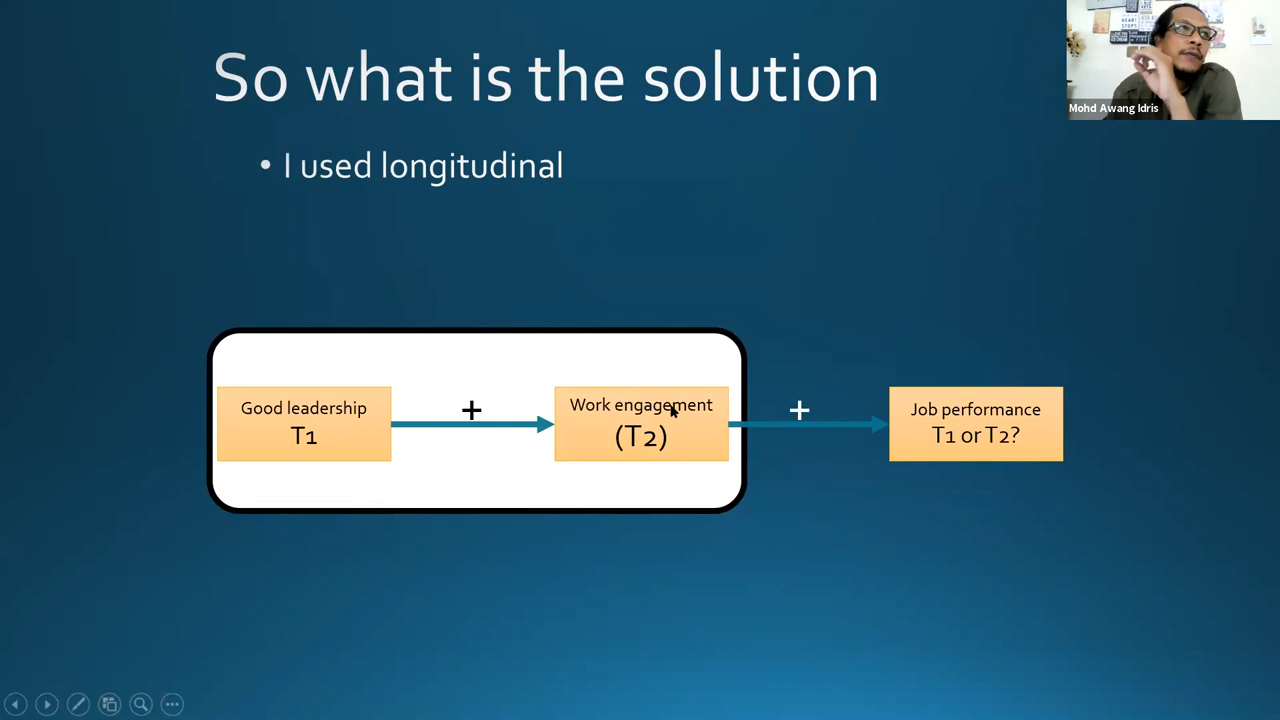 So what is the solution
• I used longitudinal
Good leadership
T1
+
Work engagement
(T2)
+
Job performance
T1 or T2?
Mohd Awang Idris